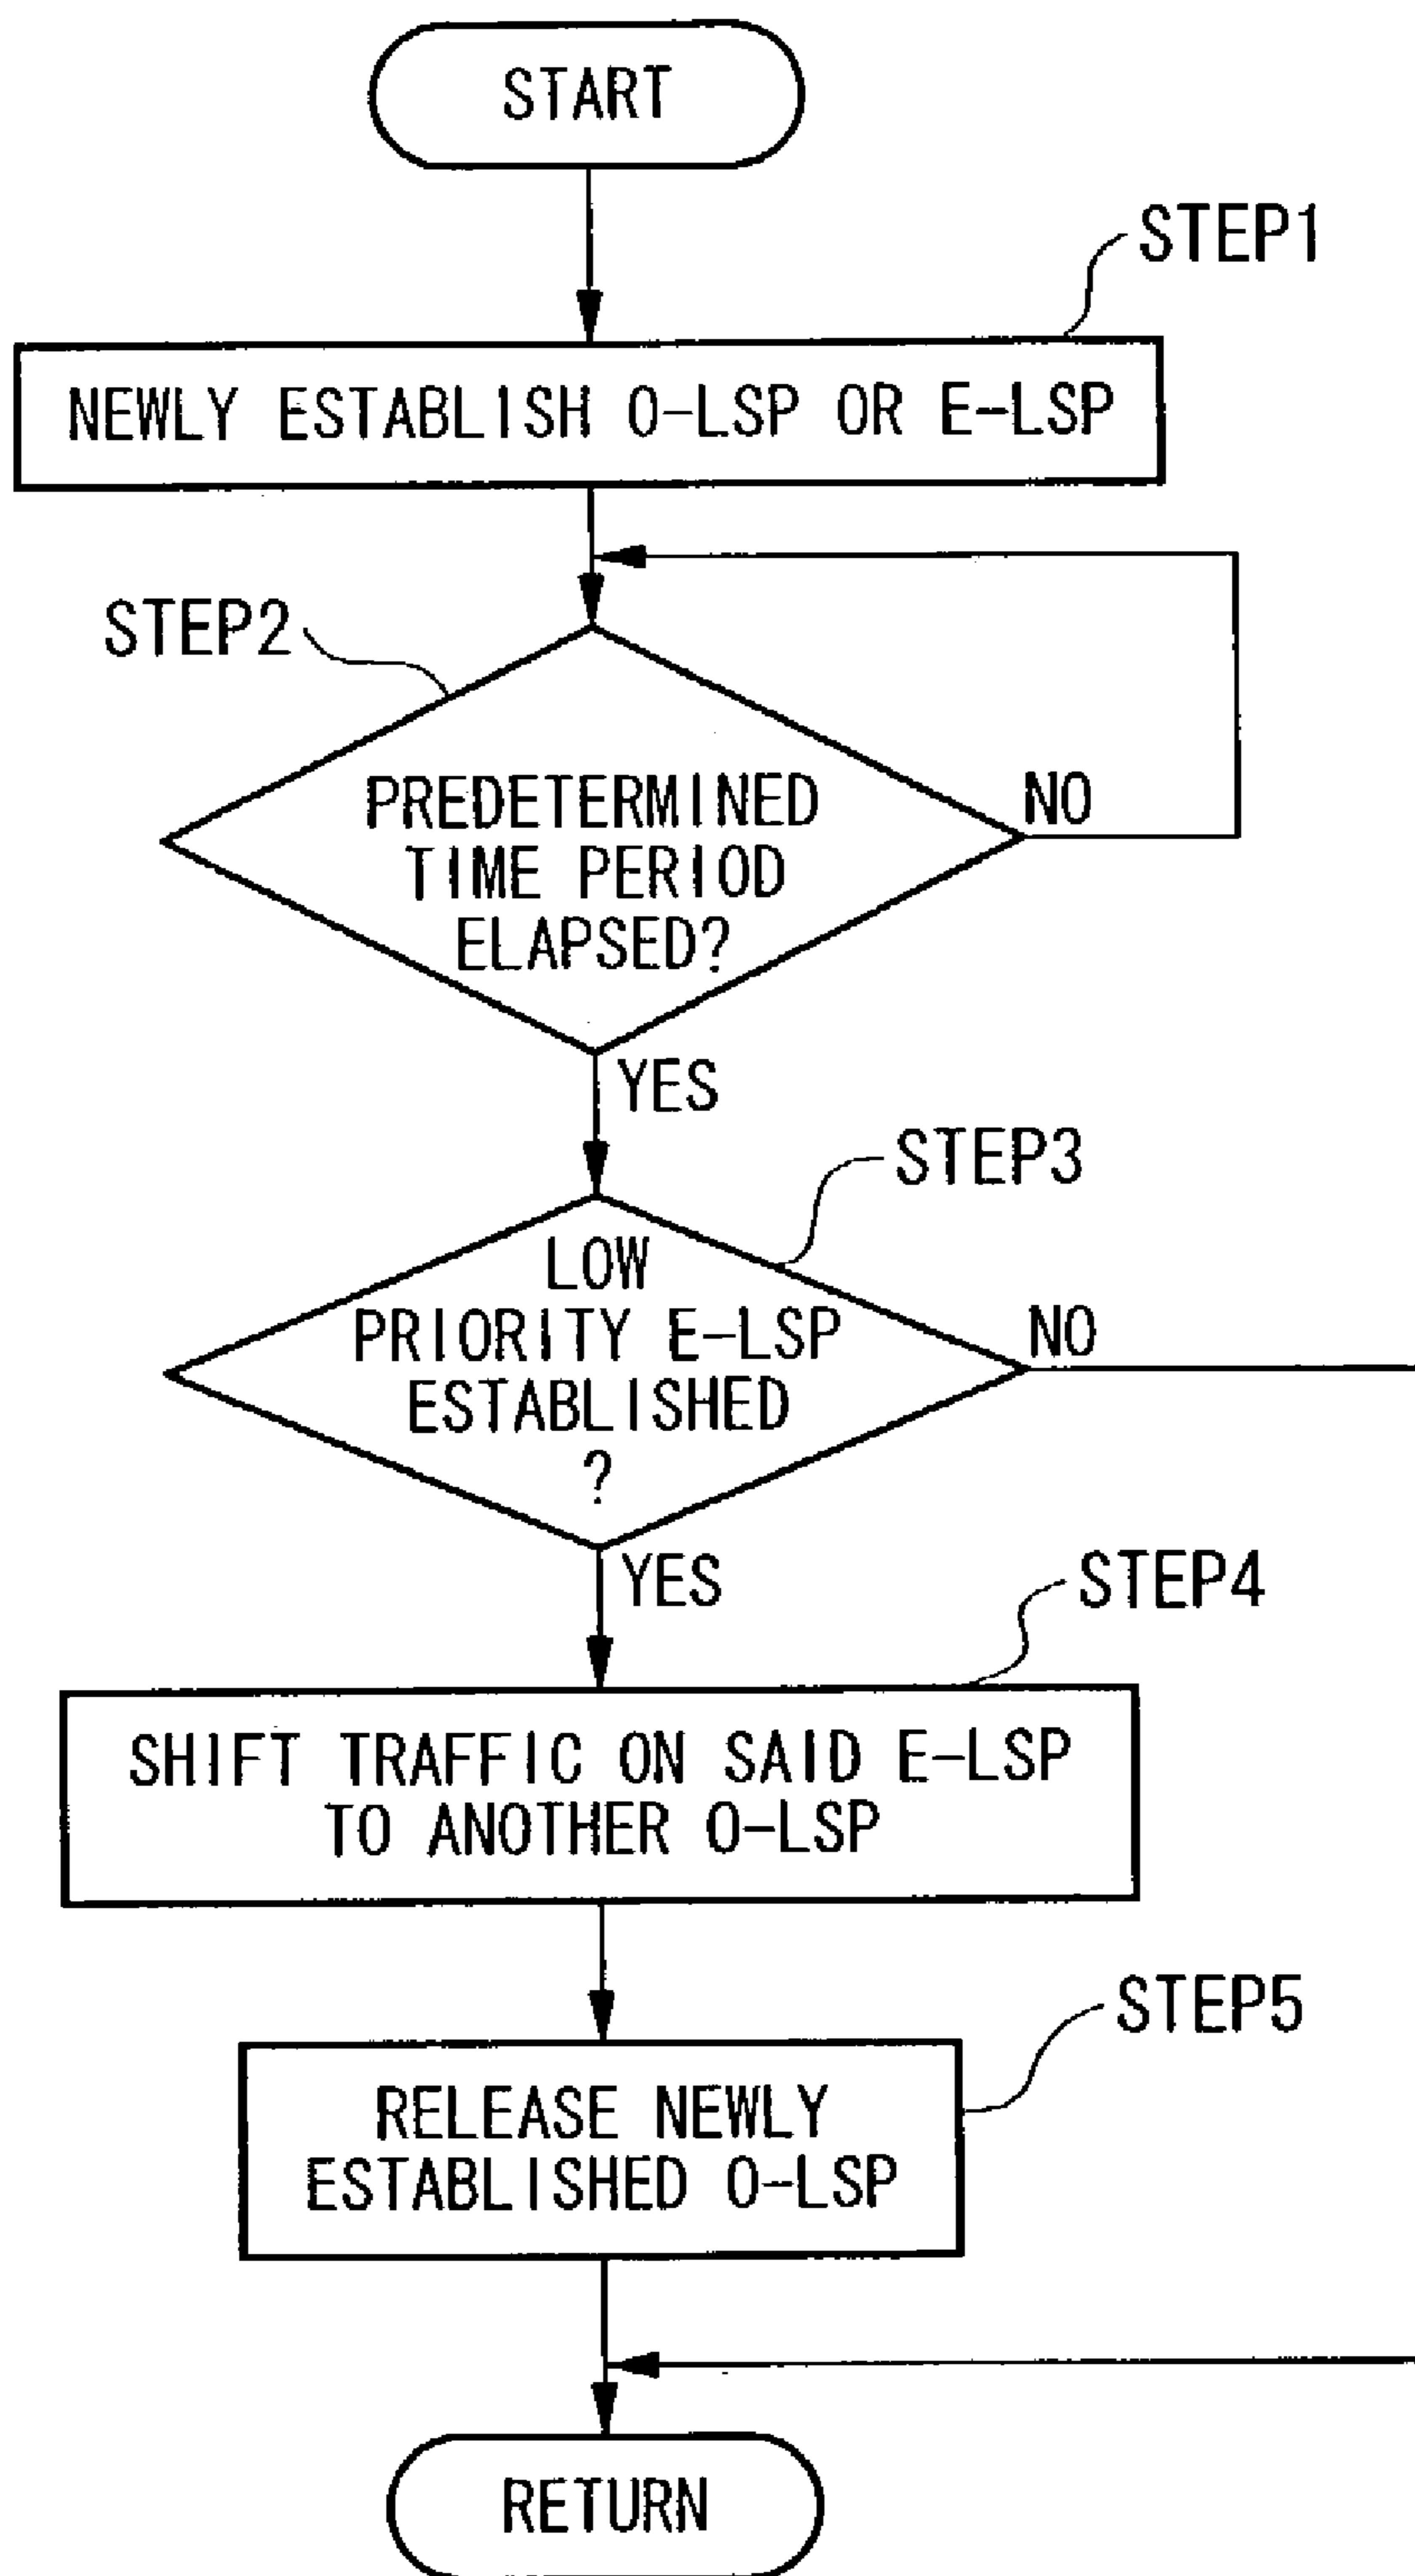 START
STEP1
NEWLY ESTABLISH O-LSP OR E-LSP
STEP2
PREDETERMINED
TIME PERIOD
ELAPSED?
NO
YES
STEP3
LOW
PRIORITY E-LSP
ESTABLISHED
?
NO
YES
STEP4
SHIFT TRAFFIC ON SAID E-LSP
TO ANOTHER O-LSP
STEP5
RELEASE NEWLY
ESTABLISHED O-LSP
RETURN